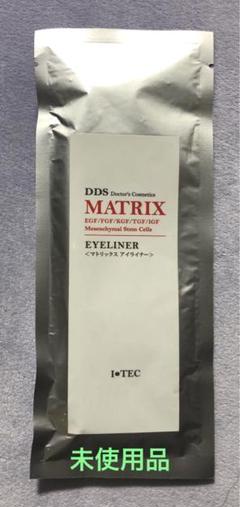 DDS Doctor's Cosmetics
MATRIX
EGF/FGF/KGF/TGF/IGF
Mesenchymal Stem Cells
EYELINER
<マトリックス アイライナー>
I•TEC
未使用品